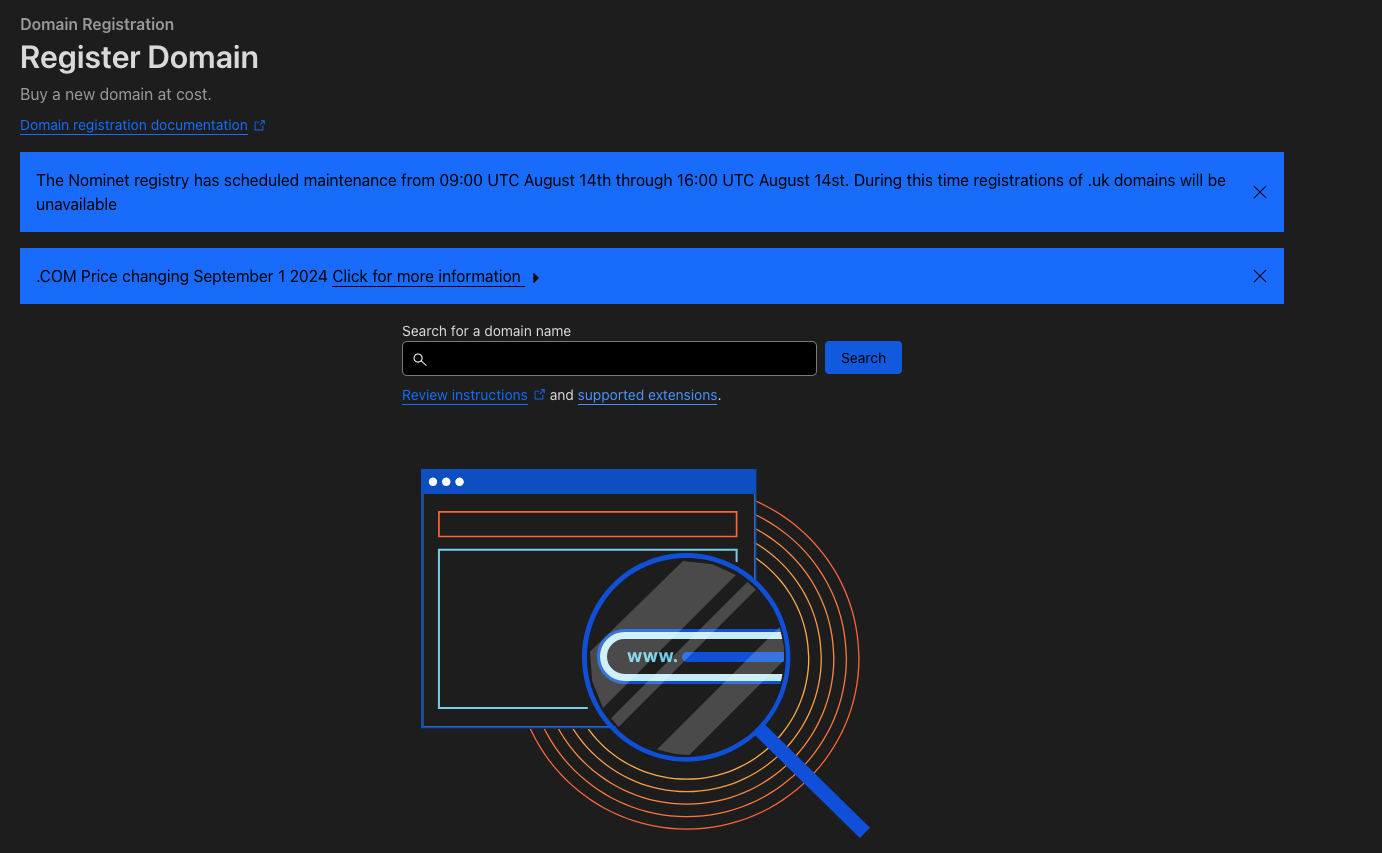 Domain Registration
Register Domain
Buy a new domain at cost.
Domain registration documentation
The Nominet registry has scheduled maintenance from 09:00 UTC August 14th through 16:00 UTC August 14st. During this time registrations of .uk domains will be
unavailable
.COM Price changing September 1 2024 Click for more information
Search for a domain name
Search
Review instructions and supported extensions.
www.